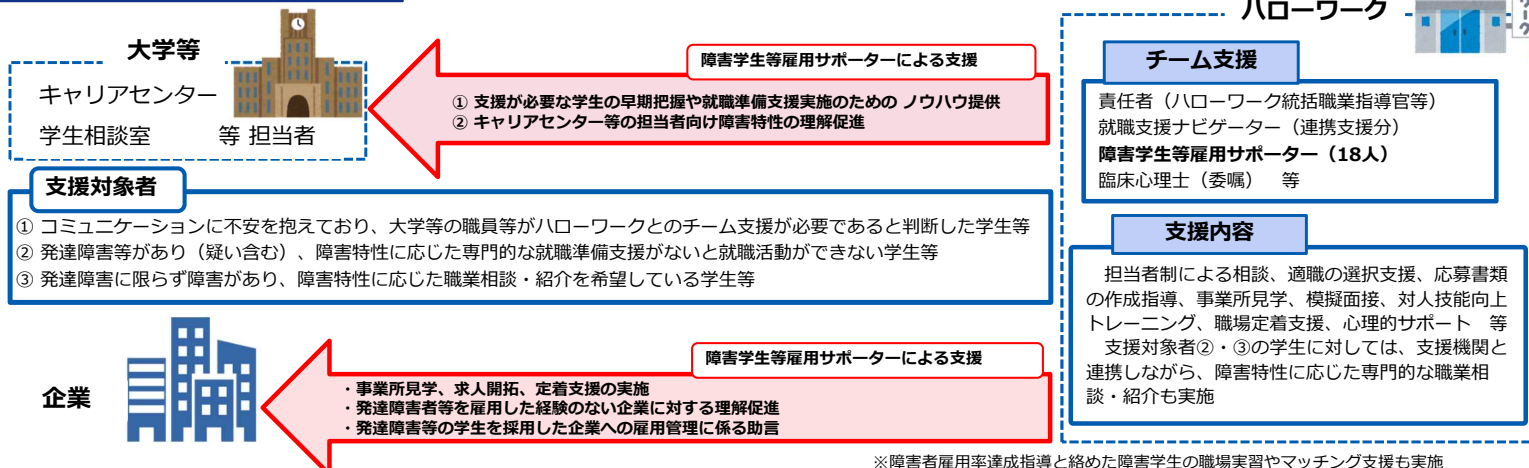 ハローワーク
大学等
キャリアセンター
学生相談室　等 担当者
障害学生等雇用サポーターによる支援
① 支援が必要な学生の早期把握や就職準備支援実施のための ノウハウ提供
② キャリアセンター等の担当者向け障害特性の理解促進
チーム支援
責任者（ハローワーク統括職業指導官等）
就職支援ナビゲーター（連携支援分）
障害学生等雇用サポーター（18人）
臨床心理士（委嘱）　等
支援対象者
① コミュニケーションに不安を抱えており、大学等の職員等がハローワークとのチーム支援が必要であると判断した学生等
② 発達障害等があり（疑い含む）、障害特性に応じた専門的な就職準備支援がないと就職活動ができない学生等
③ 発達障害に限らず障害があり、障害特性に応じた職業相談・紹介を希望している学生等
支援内容
担当者制による相談、適職の選択支援、応募書類
の作成指導、事業所見学、模擬面接、対人技能向上
トレーニング、職場定着支援、心理的サポート　等
支援対象者②・③の学生に対しては、支援機関と
連携しながら、障害特性に応じた専門的な職業相
談・紹介も実施
企業
障害学生等雇用サポーターによる支援
・事業所見学、求人開拓、定着支援の実施
・発達障害者等を雇用した経験のない企業に対する理解促進
・発達障害等の学生を採用した企業への雇用管理に係る助言
※障害者雇用率達成指導と絡めた障害学生の職場実習やマッチング支援も実施